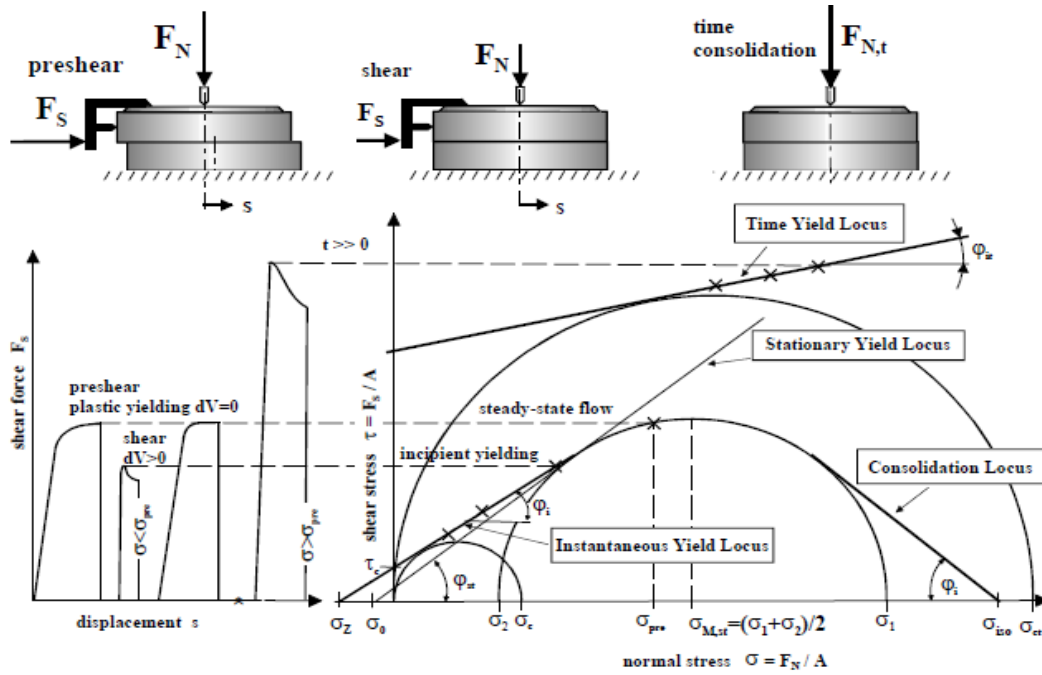 preshear
F_N
F_S
s
shear
F_N
F_S
s
time
consolidation
F_N,t
t >> 0
Time Yield Locus
φ_it
Stationary Yield Locus
shear force F_S
shear stress τ = F_S / A
preshear
plastic yielding dV=0
steady-state flow
shear
dV>0
incipient yielding
Consolidation Locus
σ<σ_pre
σ>σ_pre
φ_i
Instantaneous Yield Locus
τ_c
φ_st
φ_i
displacement s
σ_Z
σ_0
σ_2
σ_c
σ_pre
σ_M,st=(σ_1+σ_2)/2
σ_1
σ_iso
normal stress σ = F_N / A